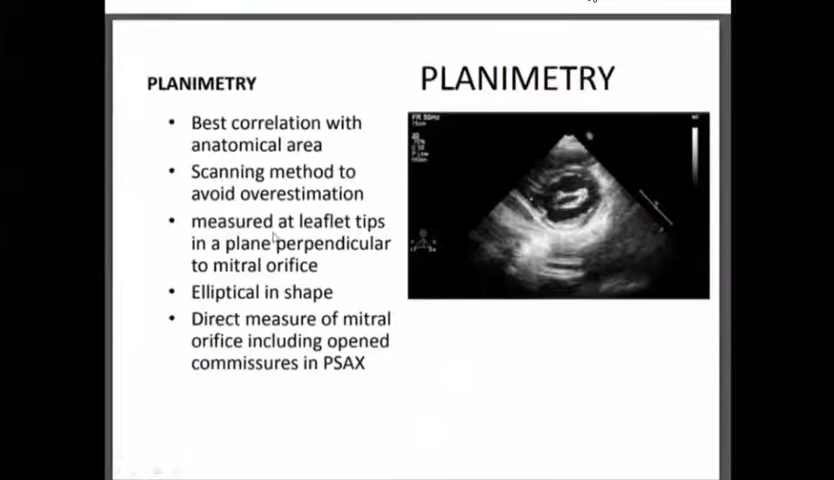 PLANIMETRY
PLANIMETRY
• Best correlation with
anatomical area
• Scanning method to
avoid overestimation
• measured at leaflet tips
in a plane perpendicular
to mitral orifice
• Elliptical in shape
• Direct measure of mitral
orifice including opened
commissures in PSAX
FR 50Hz